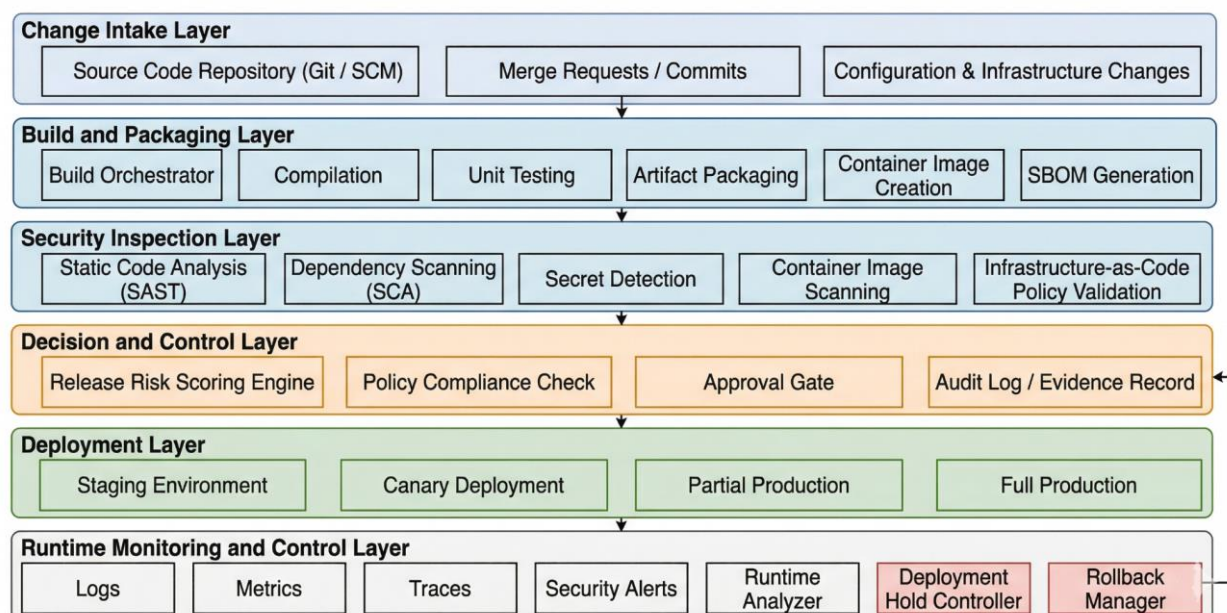 Change Intake Layer
Source Code Repository (Git / SCM)
Merge Requests / Commits
Configuration & Infrastructure Changes
Build and Packaging Layer
Build Orchestrator
Compilation
Unit Testing
Artifact Packaging
Container Image
Creation
SBOM Generation
Security Inspection Layer
Static Code Analysis
(SAST)
Dependency Scanning
(SCA)
Secret Detection
Container Image
Scanning
Infrastructure-as-Code
Policy Validation
Decision and Control Layer
Release Risk Scoring Engine
Policy Compliance Check
Approval Gate
Audit Log / Evidence Record
Deployment Layer
Staging Environment
Canary Deployment
Partial Production
Full Production
Runtime Monitoring and Control Layer
Logs
Metrics
Traces
Security Alerts
Runtime
Analyzer
Deployment
Hold Controller
Rollback
Manager